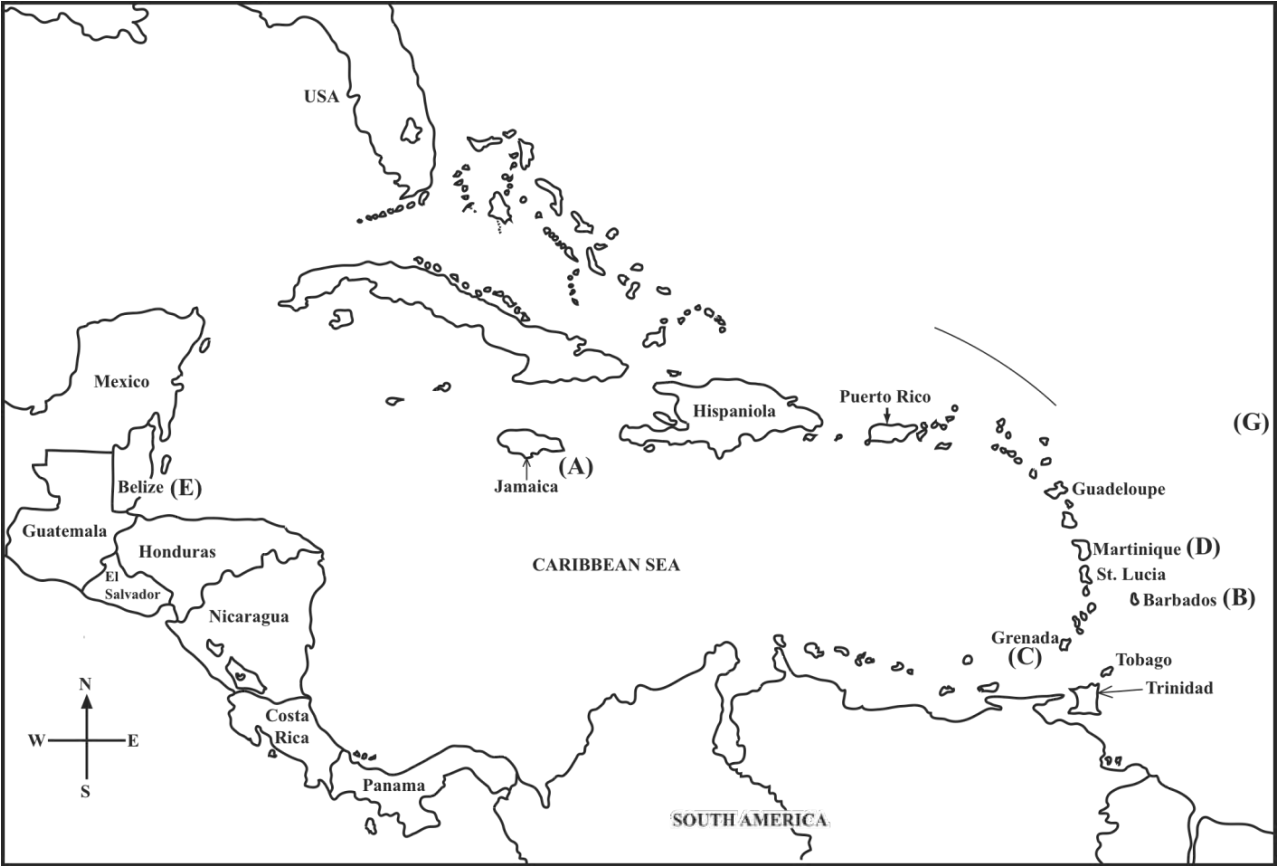 USA
Mexico
Hispaniola
Puerto Rico
(G)
(A)
Jamaica
Belize (E)
Guadeloupe
Guatemala
Honduras
Martinique (D)
CARIBBEAN SEA
St. Lucia
El
Salvador
Barbados (B)
Nicaragua
Grenada
(C)
Tobago
Trinidad
N
W
E
S
Costa
Rica
Panama
SOUTH AMERICA